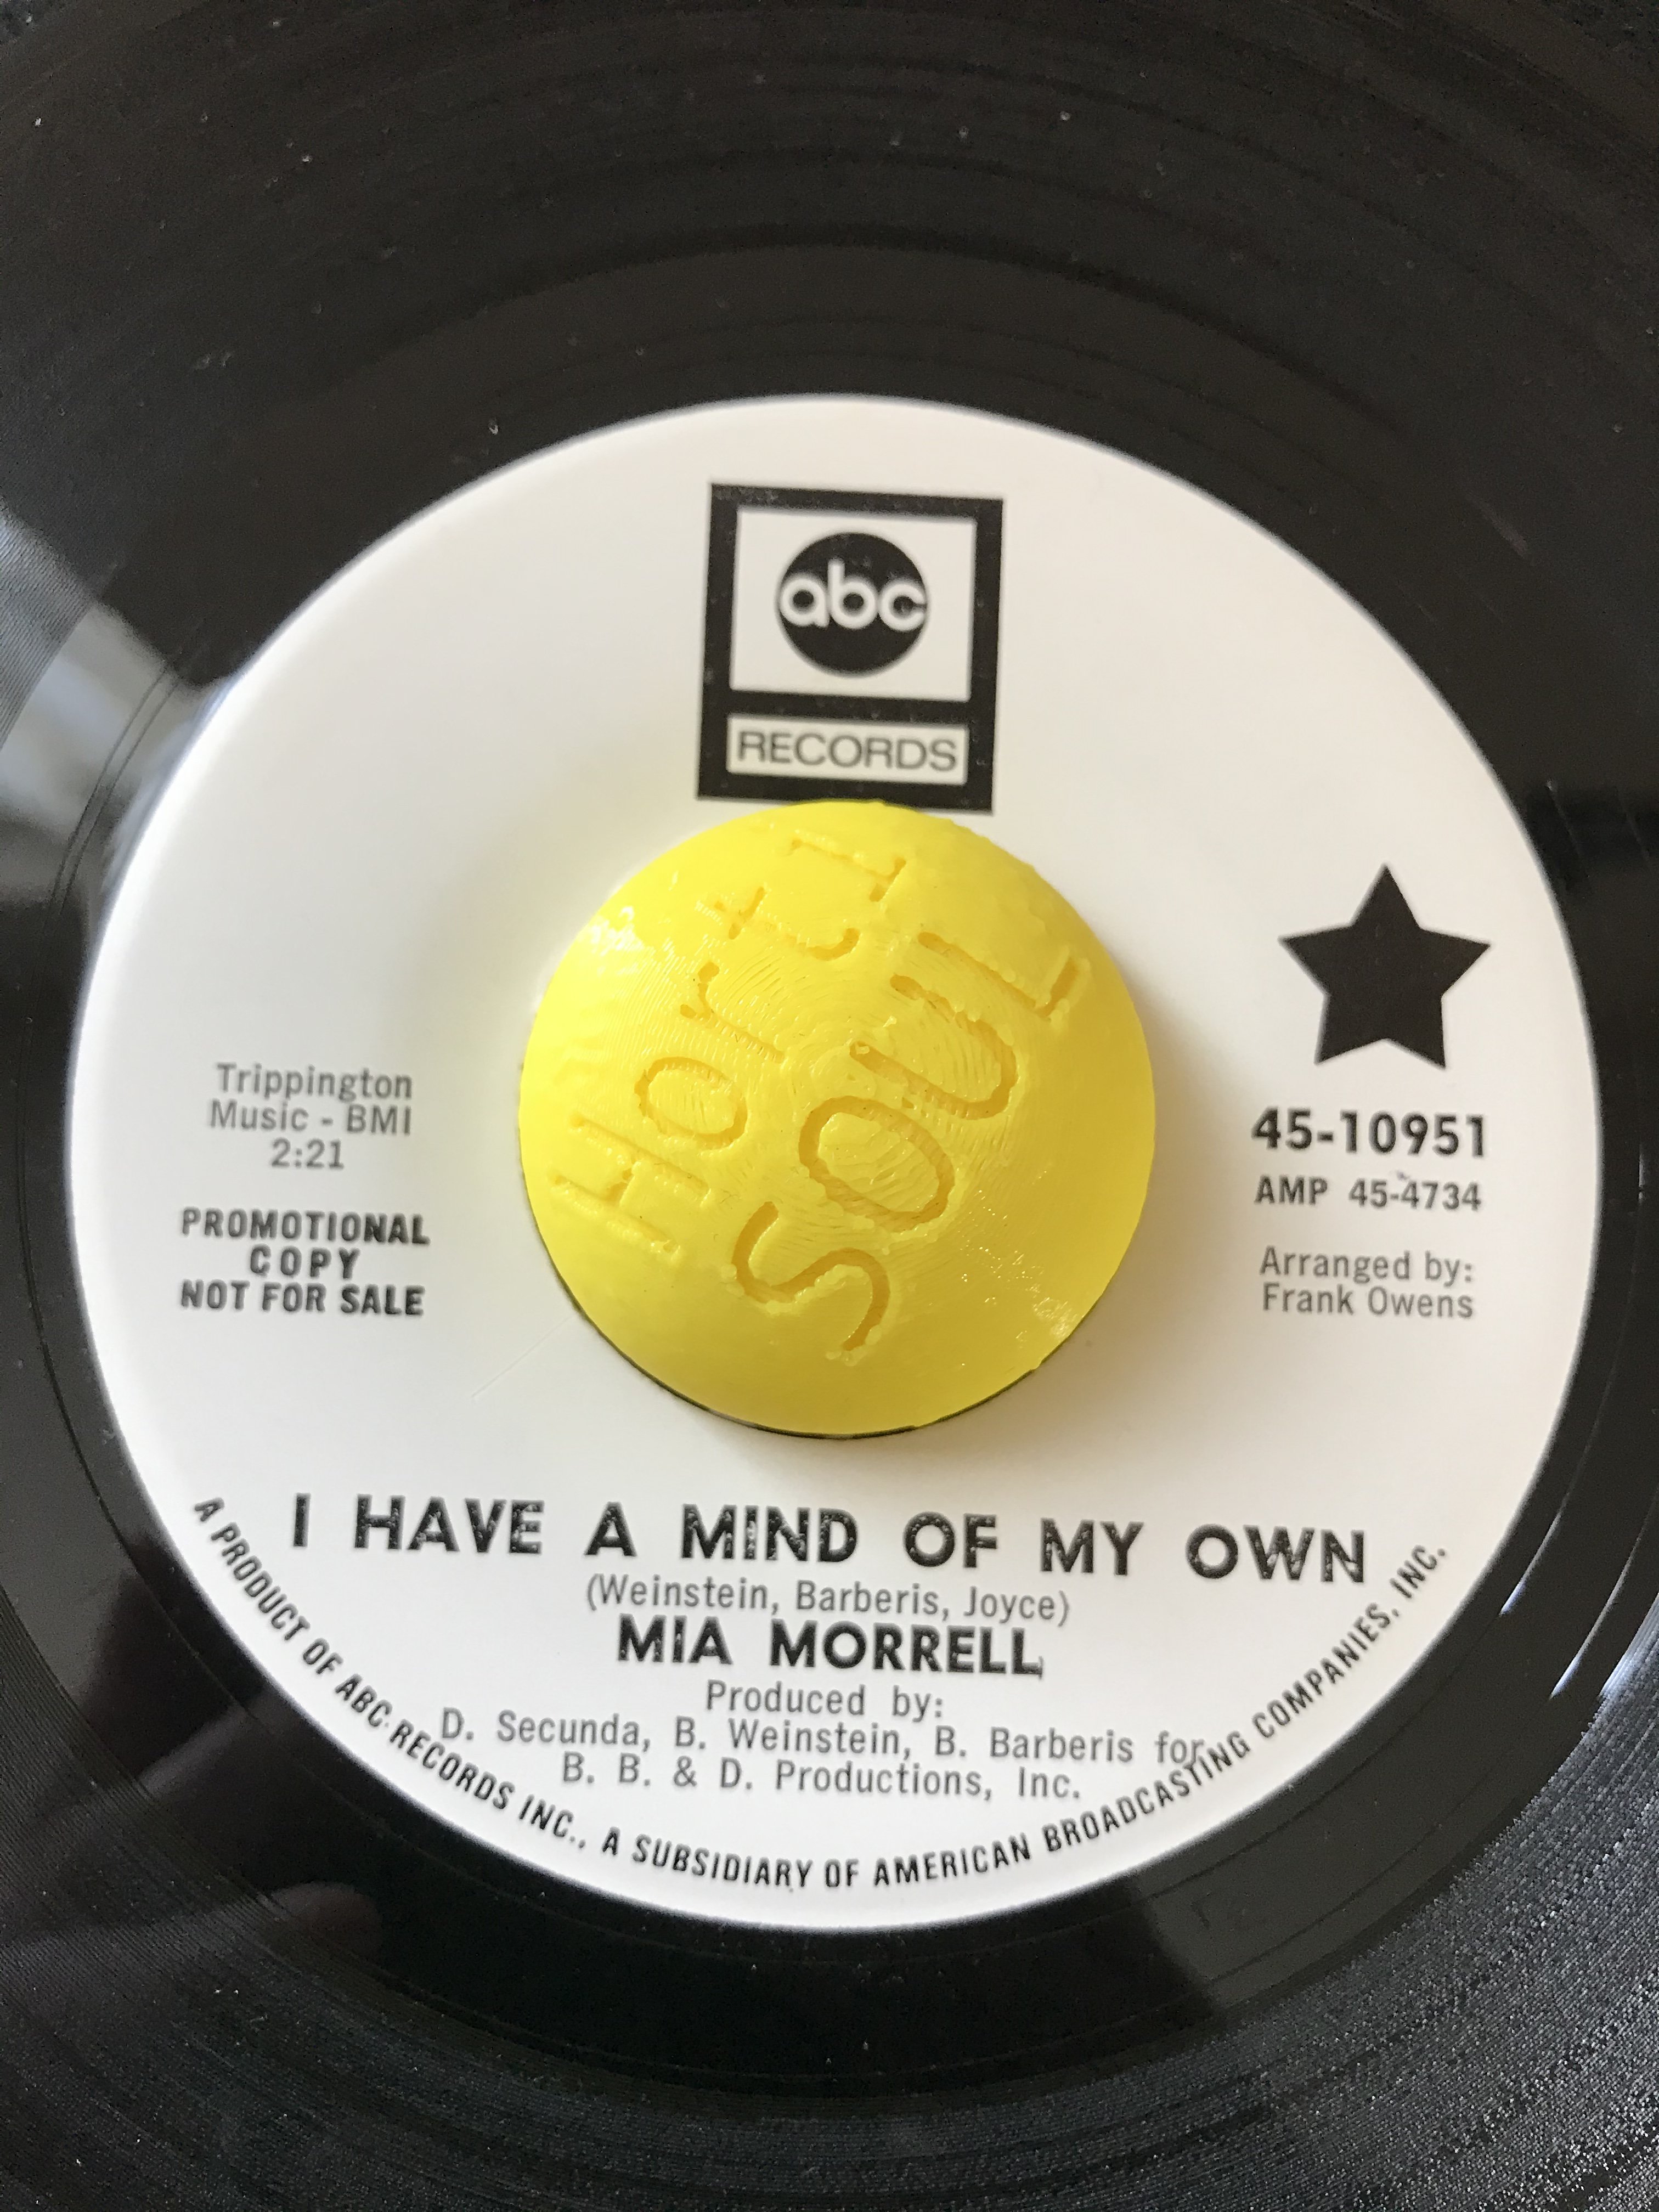 abc
RECORDS
Horti
SOUL
Trippington
Music - BMI
2:21
PROMOTIONAL
COPY
NOT FOR SALE
45-10951
AMP 45-4734
Arranged by:
Frank Owens
I HAVE A MIND OF MY OWN
(Weinstein, Barberis, Joyce)
MIA MORRELL
Produced by:
D. Secunda, B. Weinstein, B. Barberis for
B. B. & D. Productions, Inc.
A PRODUCT OF ABC RECORDS INC., A SUBSIDIARY OF AMERICAN BROADCASTING COMPANIES, INC.